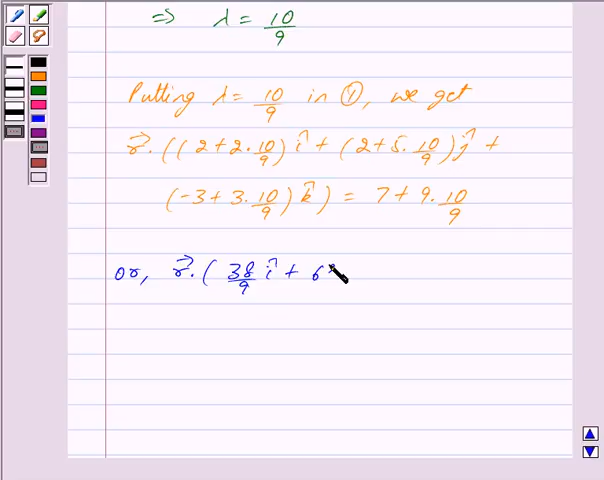 ⇒ λ = 10/9
Putting λ = 10/9 in ①, we get
r⃗.((2+2.10/9)î + (2+5.10/9)ĵ +
(-3+3.10/9)k̂) = 7+9.10/9
or, r⃗.(38/9 î + 6